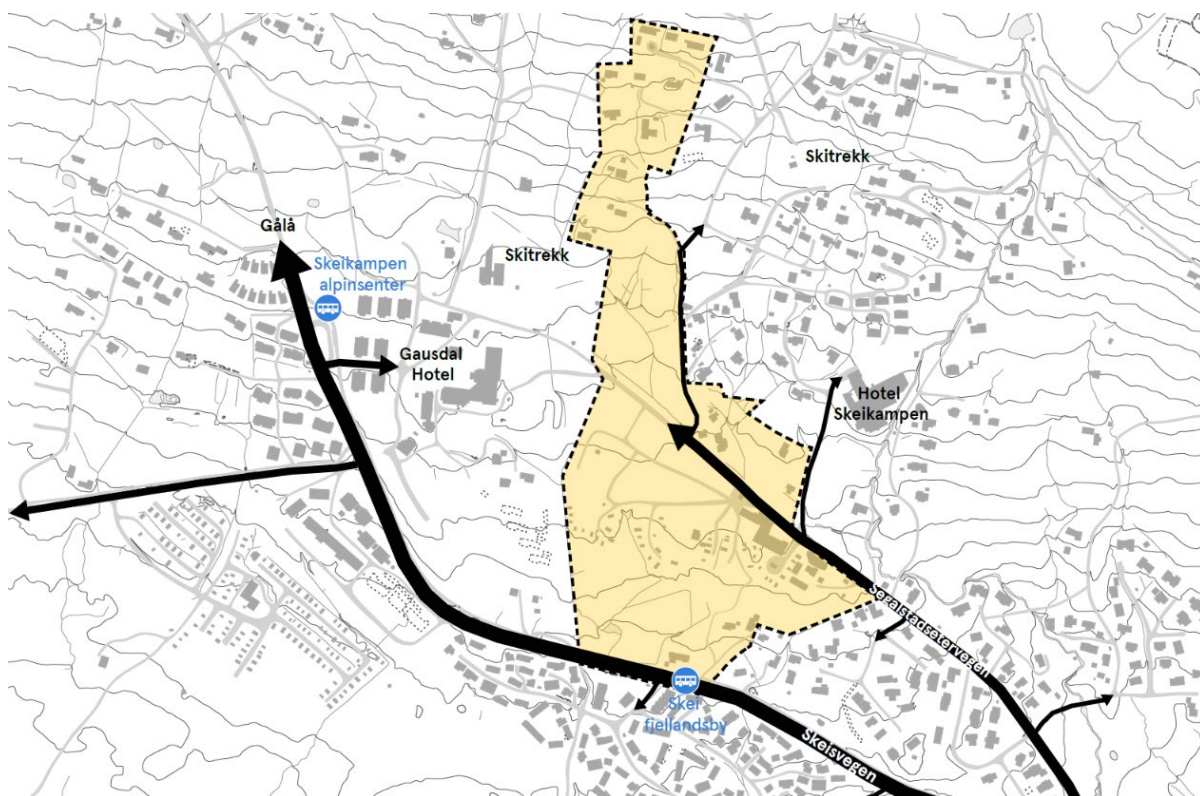 Skitrekk
Gålå
Skitrekk
Skeikampen
alpinsenter
Gausdal
Hotel
Hotel
Skeikampen
Segalstadsetervegen
Skei
fjellandsby
Skeisvegen